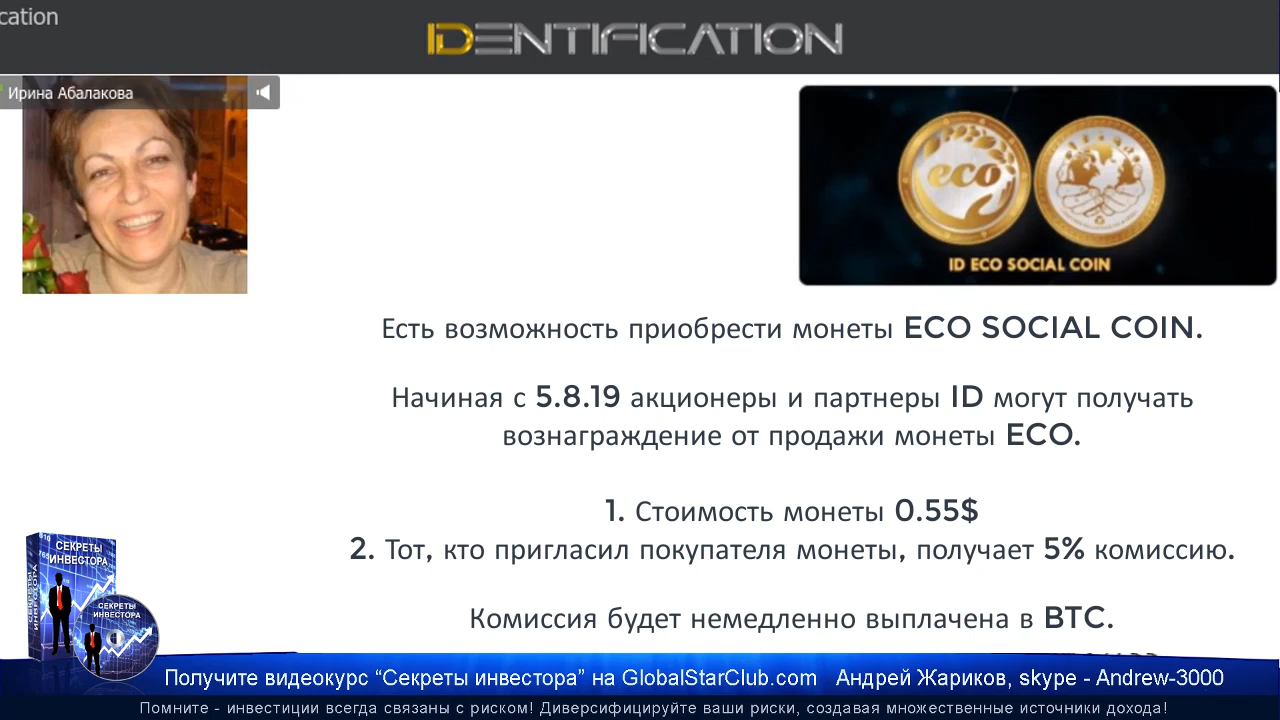 cation
IDENTIFICATION
Ирина Абалакова
eco
ID ECO SOCIAL COIN
Есть возможность приобрести монеты ECO SOCIAL COIN.
Начиная с 5.8.19 акционеры и партнеры ID могут получать
вознаграждение от продажи монеты ECO.
1. Стоимость монеты 0.55$
2. Тот, кто пригласил покупателя монеты, получает 5% комиссию.
Комиссия будет немедленно выплачена в BTC.
СЕКРЕТЫ
ИНВЕСТОРА
СЕКРЕТЫ ИНВЕСТОРА
СЕКРЕТЫ
ИНВЕСТОРА
Получите видеокурс “Секреты инвестора” на GlobalStarClub.com Андрей Жариков, skype - Andrew-3000
Помните - инвестиции всегда связаны с риском! Диверсифицируйте ваши риски, создавая множественные источники дохода!